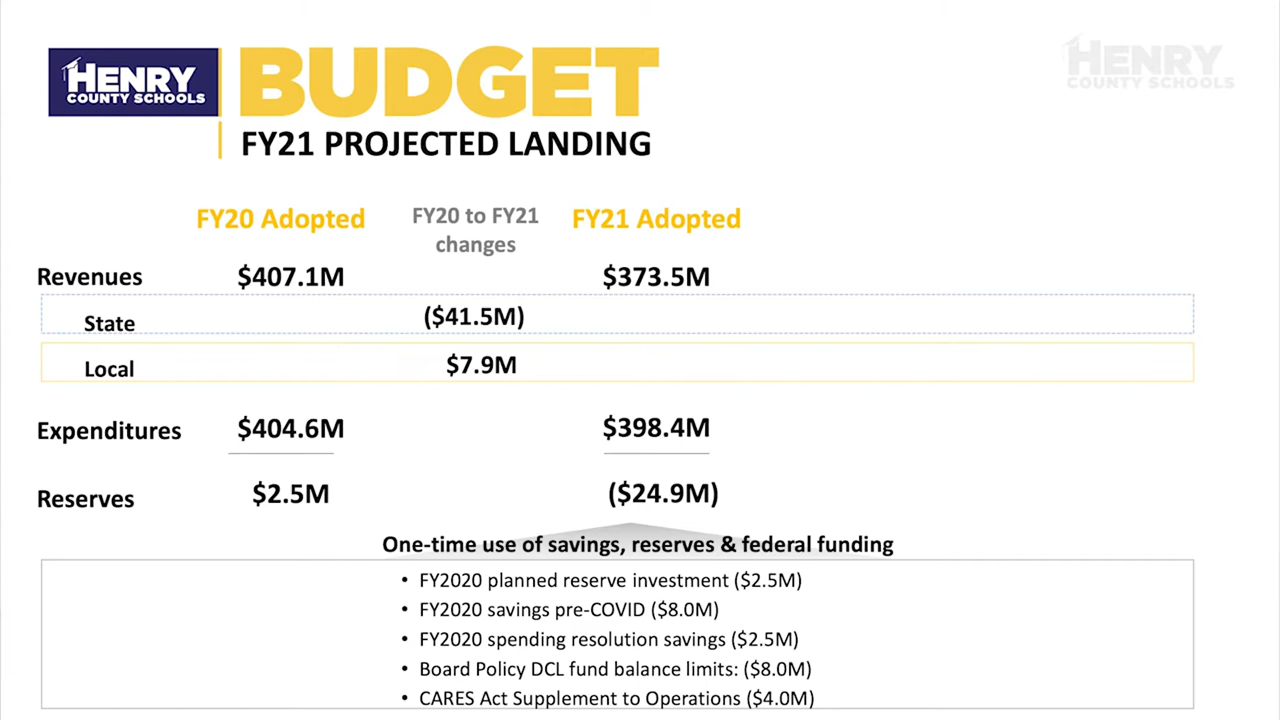 HENRY
COUNTY SCHOOLS
BUDGET
FY21 PROJECTED LANDING
HENRY
COUNTY SCHOOLS
FY20 Adopted FY20 to FY21 changes FY21 Adopted
Revenues $407.1M $373.5M
State ($41.5M)
Local $7.9M
Expenditures $404.6M $398.4M
Reserves $2.5M ($24.9M)
One-time use of savings, reserves & federal funding
• FY2020 planned reserve investment ($2.5M)
• FY2020 savings pre-COVID ($8.0M)
• FY2020 spending resolution savings ($2.5M)
• Board Policy DCL fund balance limits: ($8.0M)
• CARES Act Supplement to Operations ($4.0M)